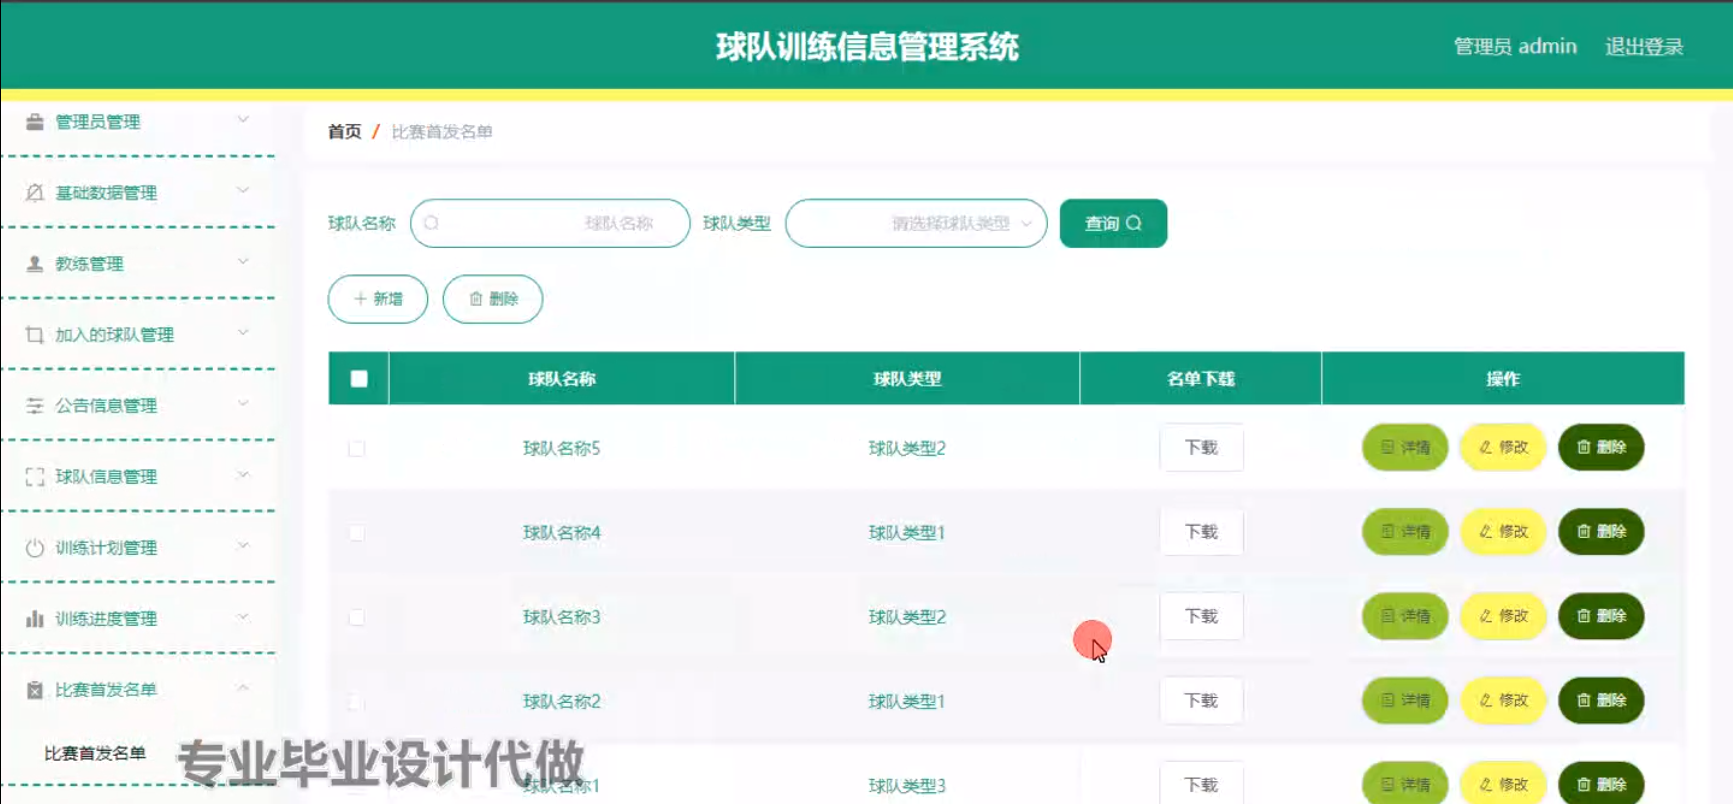 球队训练信息管理系统
管理员 admin 退出登录
管理员管理
基础数据管理
教练管理
加入的球队管理
公告信息管理
球队信息管理
训练计划管理
训练进度管理
比赛首发名单
比赛首发名单
首页 / 比赛首发名单
球队名称 球队名称 球队类型 请选择球队类型 查询
新增 删除
球队名称 球队类型 名单下载 操作
球队名称5 球队类型2 下载 详情 修改 删除
球队名称4 球队类型1 下载 详情 修改 删除
球队名称3 球队类型2 下载 详情 修改 删除
球队名称2 球队类型1 下载 详情 修改 删除
球队名称1 球队类型3 下载 详情 修改 删除
专业毕业设计代做